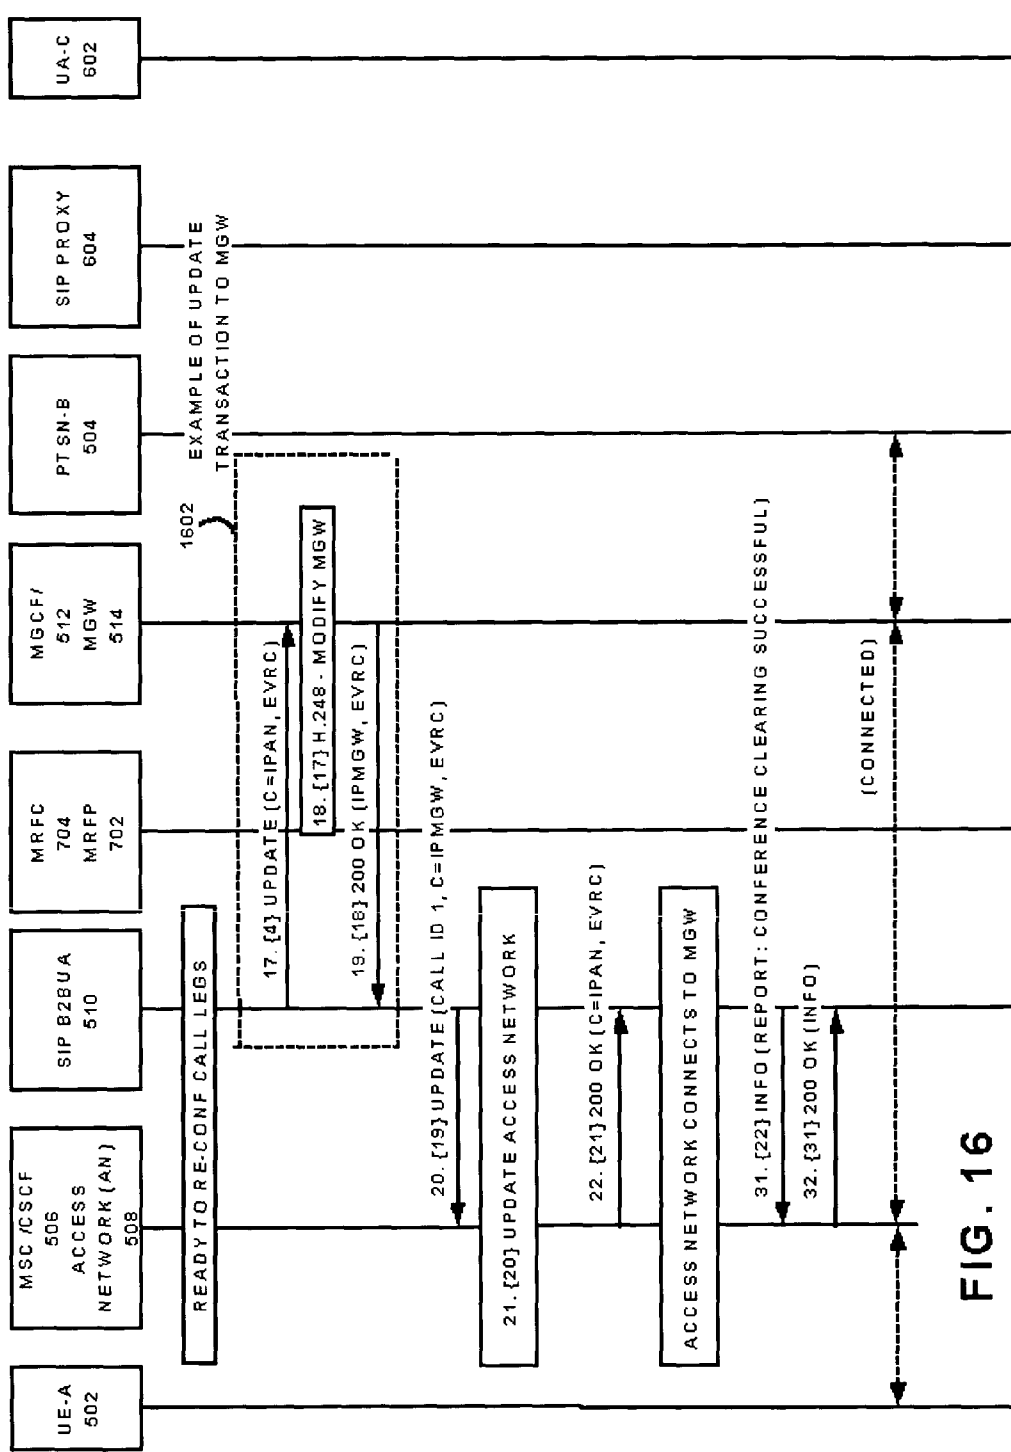 UE-A
502
MSC/CSCF
506
ACCESS
NETWORK (AN)
508
SIP B2BUA
510
MRFC
704
MRFP
702
MGCF/
512
MGW
514
PTSN-B
504
SIP PROXY
604
UA-C
602
READY TO RE-CONF CALL LEGS
1602
EXAMPLE OF UPDATE
TRANSACTION TO MGW
17. {4} UPDATE (C=IPAN, EVRC)
18. {17} H.248 - MODIFY MGW
19. {18} 200 OK (IPMGW, EVRC)
20. {19} UPDATE (CALL ID 1, C=IPMGW, EVRC)
21. {20} UPDATE ACCESS NETWORK
22. {21} 200 OK (C=IPAN, EVRC)
ACCESS NETWORK CONNECTS TO MGW
31. {22} INFO (REPORT: CONFERENCE CLEARING SUCCESSFUL)
32. {31} 200 OK (INFO)
(CONNECTED)
FIG. 16